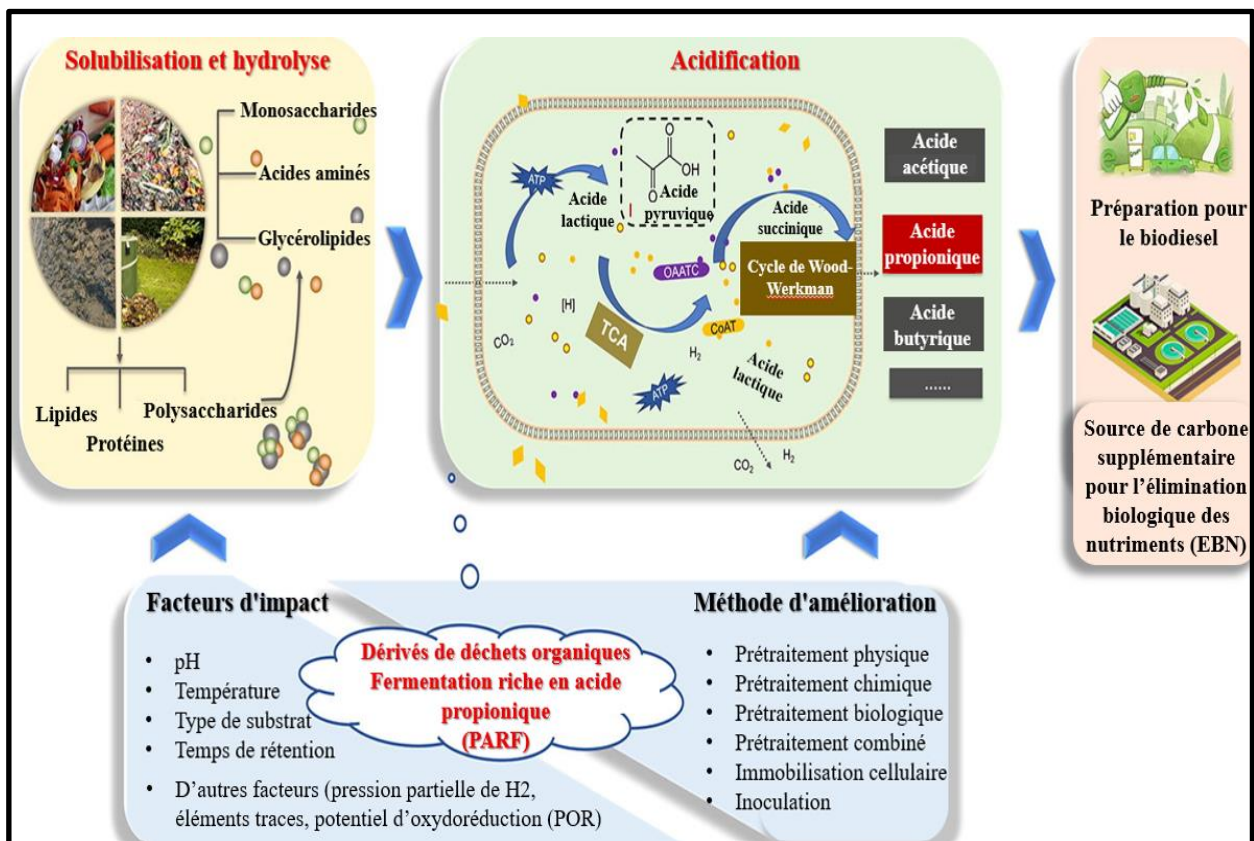 Solubilisation et hydrolyse
Monosaccharides
Acides aminés
Glycérolipides
Lipides
Protéines
Polysaccharides
Acidification
ATP
Acide
lactique
OH
O
O
Acide
pyruvique
Acide
succinique
OAATC
Cycle de Wood-
Werkman
[H]
CO2
TCA
CoAT
H2
ATP
Acide
lactique
CO2
H2
Acide
acétique
Acide
propionique
Acide
butyrique
......
Préparation pour
le biodiesel
Source de carbone
supplémentaire
pour l’élimination
biologique des
nutriments (EBN)
Facteurs d'impact
• pH
• Température
• Type de substrat
• Temps de rétention
• D’autres facteurs (pression partielle de H2,
éléments traces, potentiel d’oxydoréduction (POR)
Dérivés de déchets organiques
Fermentation riche en acide
propionique
(PARF)
Méthode d'amélioration
• Prétraitement physique
• Prétraitement chimique
• Prétraitement biologique
• Prétraitement combiné
• Immobilisation cellulaire
• Inoculation